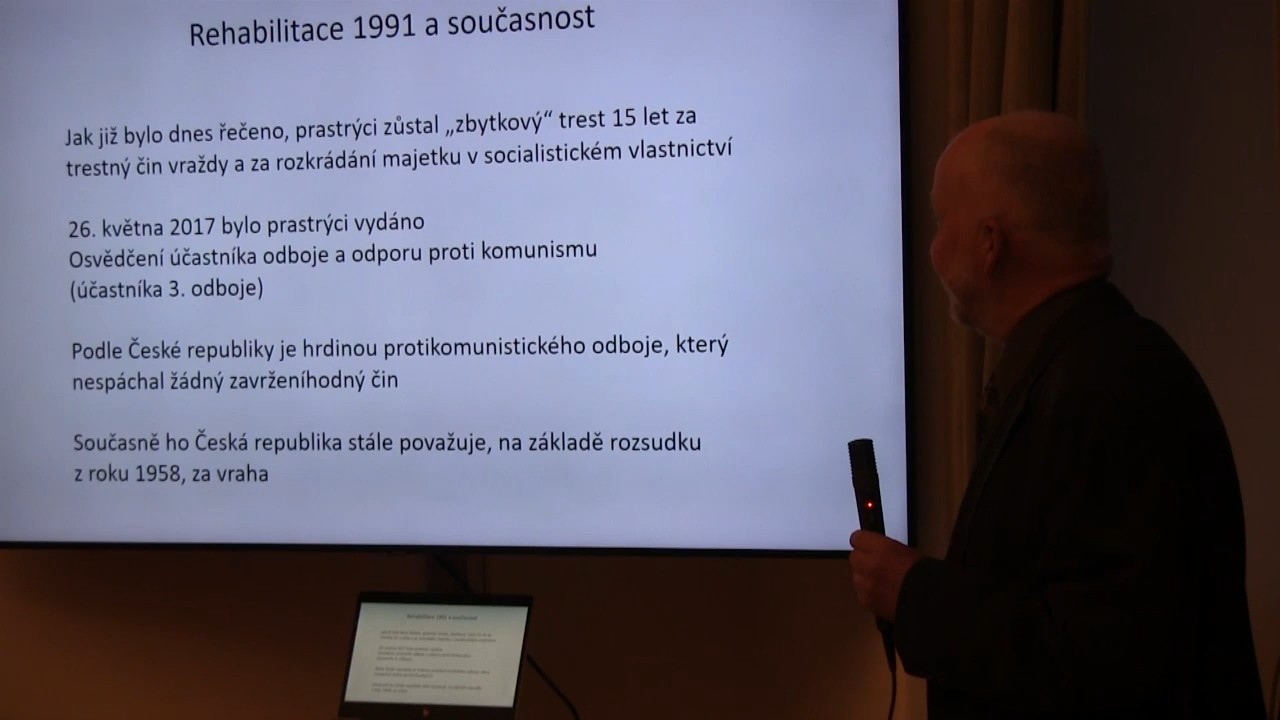 Rehabilitace 1991 a současnost
Jak již bylo dnes řečeno, prastrýci zůstal „zbytkový“ trest 15 let za
trestný čin vraždy a za rozkrádání majetku v socialistickém vlastnictví
26. května 2017 bylo prastrýci vydáno
Osvědčení účastníka odboje a odporu proti komunismu
(účastníka 3. odboje)
Podle České republiky je hrdinou protikomunistického odboje, který
nespáchal žádný zavrženíhodný čin
Současně ho Česká republika stále považuje, na základě rozsudku
z roku 1958, za vraha
Rehabilitace 1991 a současnost